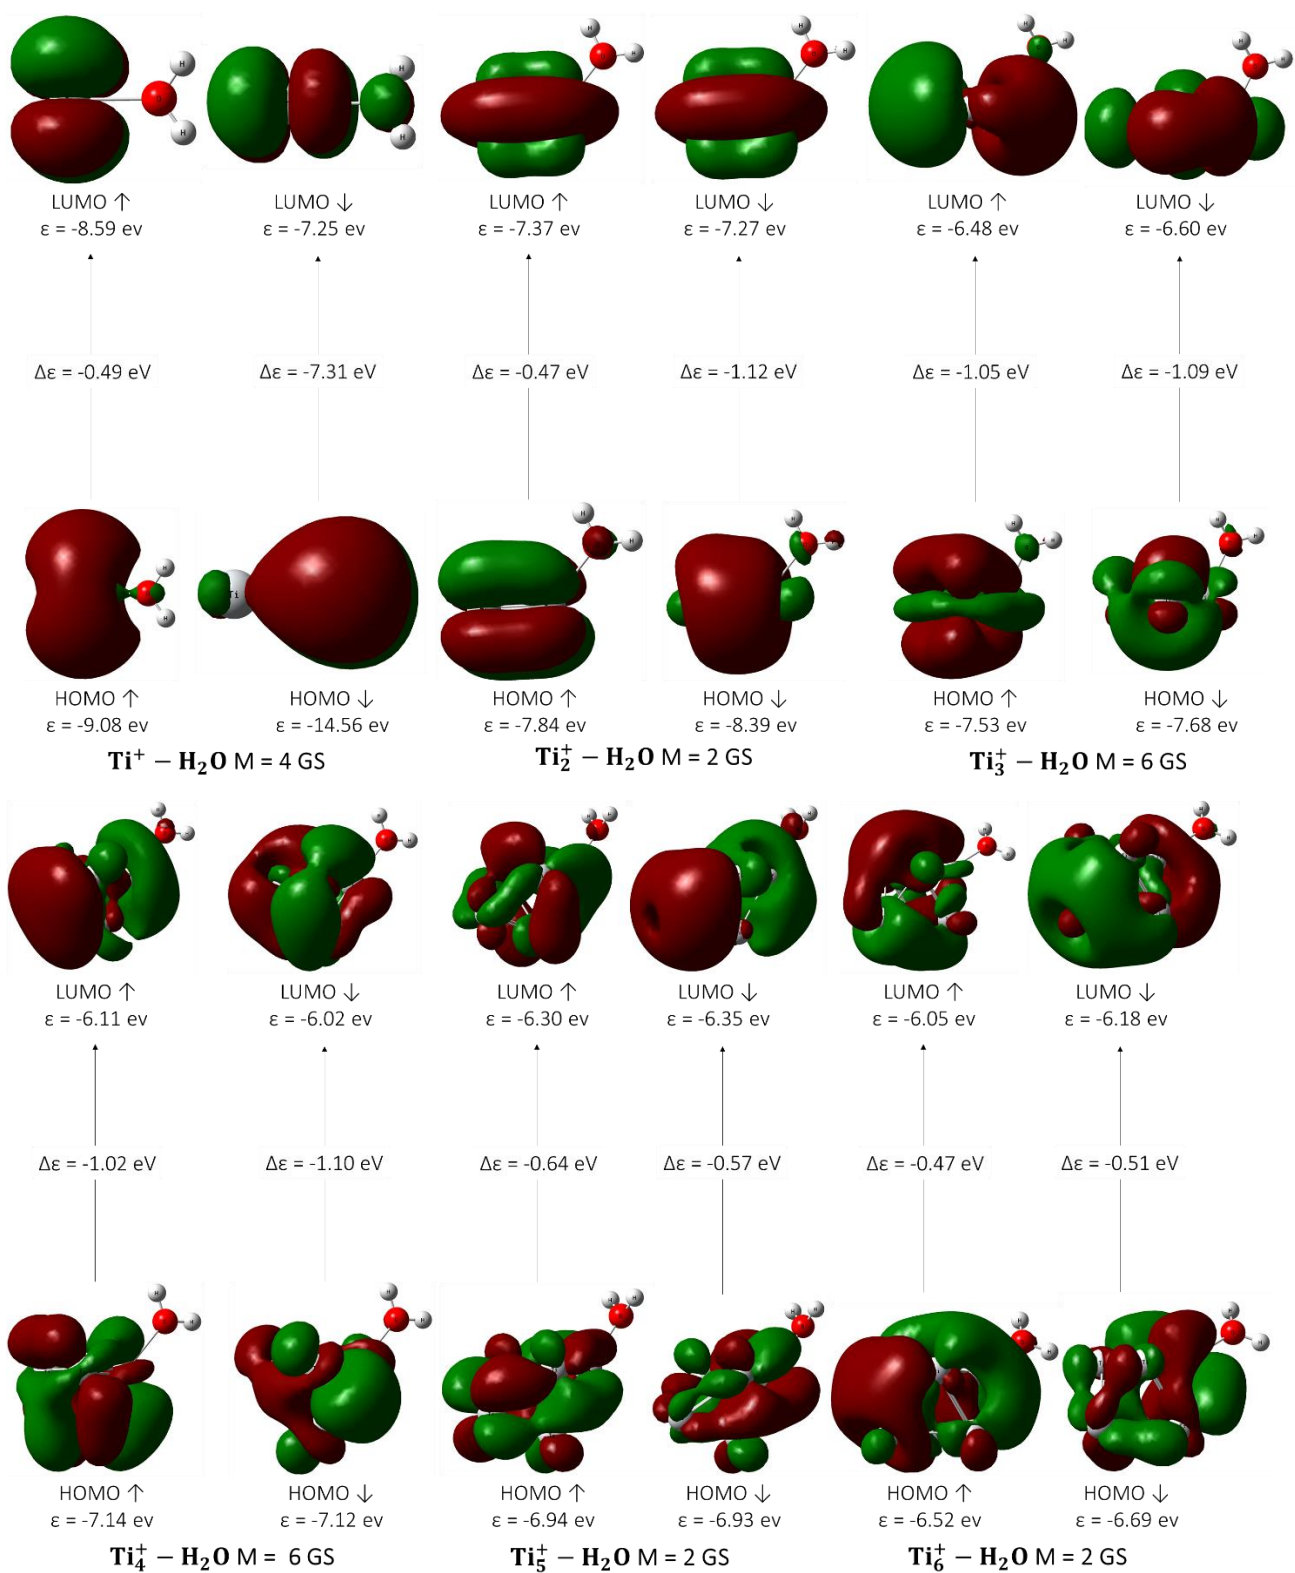 LUMO ↑ LUMO ↓ LUMO ↑ LUMO ↓ LUMO ↑ LUMO ↓
ε = -8.59 ev ε = -7.25 ev ε = -7.37 ev ε = -7.27 ev ε = -6.48 ev ε = -6.60 ev
Δε = -0.49 eV Δε = -7.31 eV Δε = -0.47 eV Δε = -1.12 eV Δε = -1.05 eV Δε = -1.09 eV
HOMO ↑ HOMO ↓ HOMO ↑ HOMO ↓ HOMO ↑ HOMO ↓
ε = -9.08 ev ε = -14.56 ev ε = -7.84 ev ε = -8.39 ev ε = -7.53 ev ε = -7.68 ev
Ti⁺ − H₂O M = 4 GS Ti₂⁺ − H₂O M = 2 GS Ti₃⁺ − H₂O M = 6 GS
LUMO ↑ LUMO ↓ LUMO ↑ LUMO ↓ LUMO ↑ LUMO ↓
ε = -6.11 ev ε = -6.02 ev ε = -6.30 ev ε = -6.35 ev ε = -6.05 ev ε = -6.18 ev
Δε = -1.02 eV Δε = -1.10 eV Δε = -0.64 eV Δε = -0.57 eV Δε = -0.47 eV Δε = -0.51 eV
HOMO ↑ HOMO ↓ HOMO ↑ HOMO ↓ HOMO ↑ HOMO ↓
ε = -7.14 ev ε = -7.12 ev ε = -6.94 ev ε = -6.93 ev ε = -6.52 ev ε = -6.69 ev
Ti₄⁺ − H₂O M = 6 GS Ti₅⁺ − H₂O M = 2 GS Ti₆⁺ − H₂O M = 2 GS